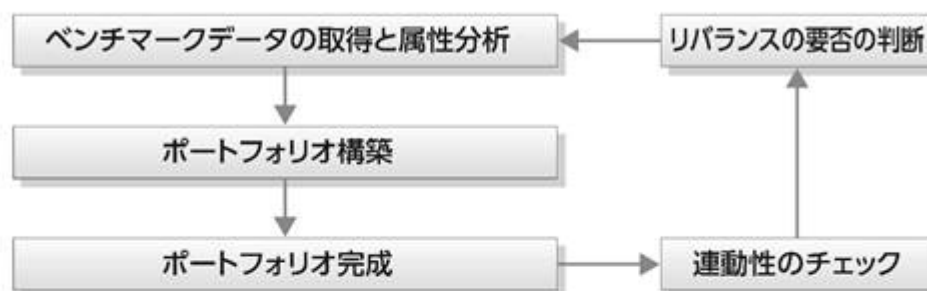 ベンチマークデータの取得と属性分析
リバランスの要否の判断
ポートフォリオ構築
ポートフォリオ完成
連動性のチェック